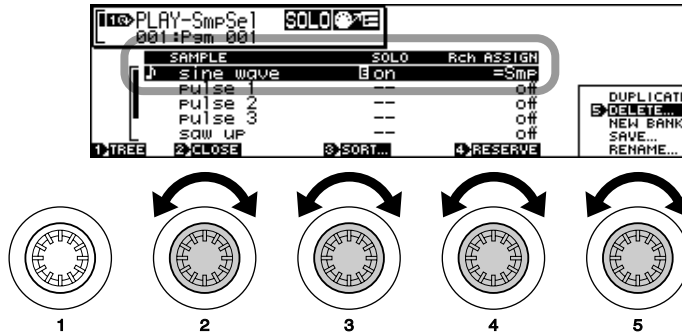 PLAY-SmpSel SOLO
001:Pgm 001
SAMPLE SOLO Rch ASSIGN
sine wave on =Smp
pulse 1 -- off
pulse 2 -- off
pulse 3 -- off
saw up -- off
DUPLICAT
5 DELETE...
NEW BANK
SAVE...
RENAME...
1 TREE 2 CLOSE 3 SORT... 4 RESERVE
1 2 3 4 5